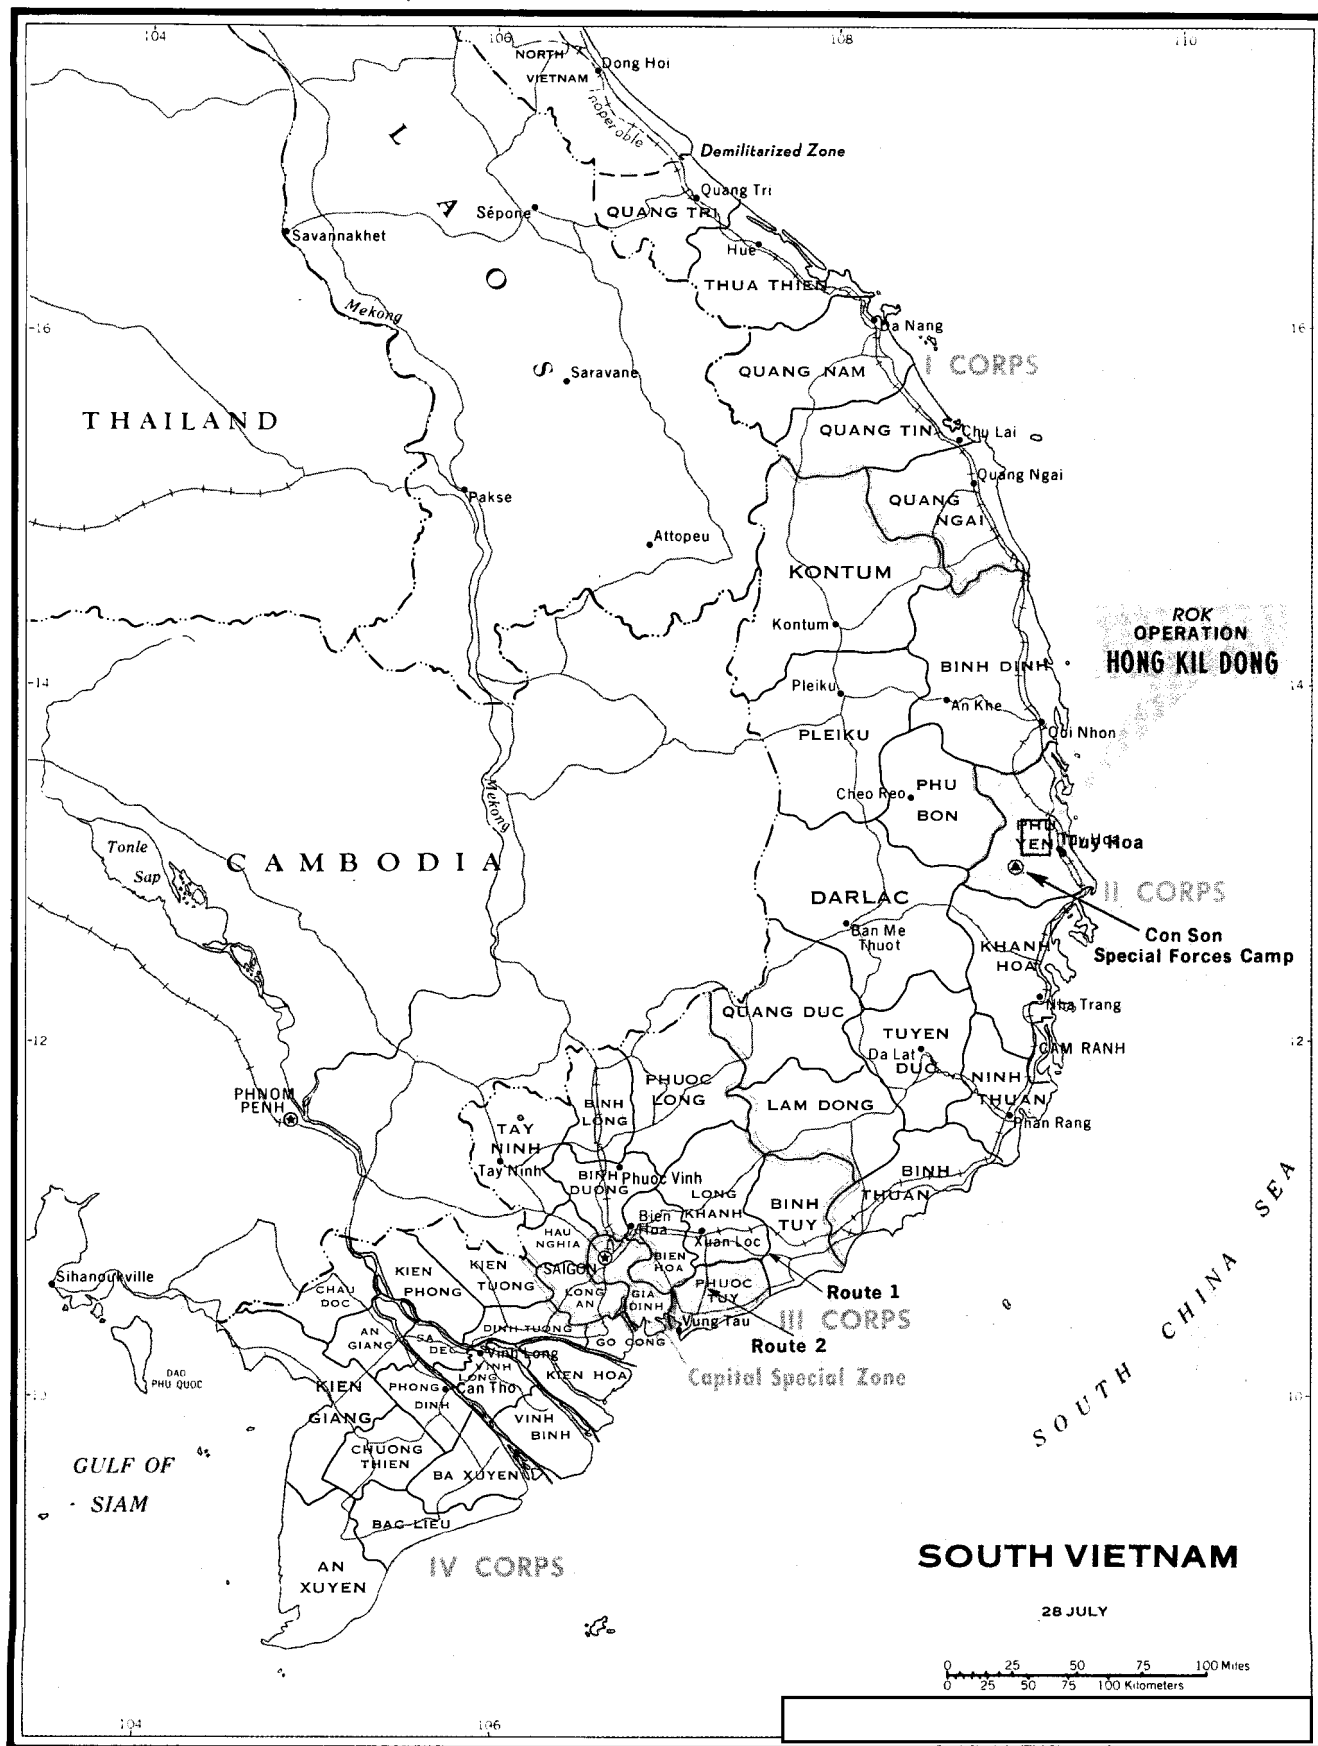 104
106
108
110
NORTH
VIETNAM
Dong Hoi
Inoperable
L
A
O
S
Demilitarized Zone
Quang Tri
QUANG TRI
Sépone
Savannakhet
Hue
THUA THIEN
Mekong
16
16
Da Nang
I CORPS
Saravane
QUANG NAM
THAILAND
QUANG TIN
Chu Lai
Quang Ngai
Pakse
QUANG
NGAI
Attopeu
KONTUM
Kontum
ROK
OPERATION
HONG KIL DONG
BINH DINH
14
14
Pleiku
An Khe
Qui Nhon
PLEIKU
Mekong
PHU
BON
Cheo Reo
PHU
YEN
Tuy Hoa
Tonle
Sap
CAMBODIA
DARLAC
II CORPS
Ban Me
Thuot
Con Son
Special Forces Camp
KHANH
HOA
Nha Trang
QUANG DUC
12
12
TUYEN
DUC
Da Lat
CAM RANH
NINH
THUAN
Phan Rang
PHUOC
LONG
LAM DONG
PHNOM
PENH
BINH
LONG
TAY
NINH
Tay Ninh
BINH
DUONG
Phuoc Vinh
BINH
THUAN
LONG
KHANH
BINH
TUY
Bien
Hoa
Xuan Loc
HAU
NGHIA
SAIGON
BIEN
HOA
SEA
CHINA
SOUTH
Sihanoukville
KIEN
PHONG
KIEN
TUONG
CHAU
DOC
LONG
AN
GIA
DINH
PHUOC
TUY
Route 1
Vung Tau
III CORPS
Route 2
AN
GIANG
SA
DEC
DINH TUONG
GO CONG
Vinh Long
VINH
LONG
KIEN HOA
Capital Special Zone
DAO
PHU QUOC
KIEN
GIANG
PHONG
DINH
Can Tho
10
10
VINH
BINH
CHUONG
THIEN
BA XUYEN
GULF OF
SIAM
BAC LIEU
AN
XUYEN
IV CORPS
SOUTH VIETNAM
28 JULY
0 25 50 75 100 Miles
0 25 50 75 100 Kilometers
104
106